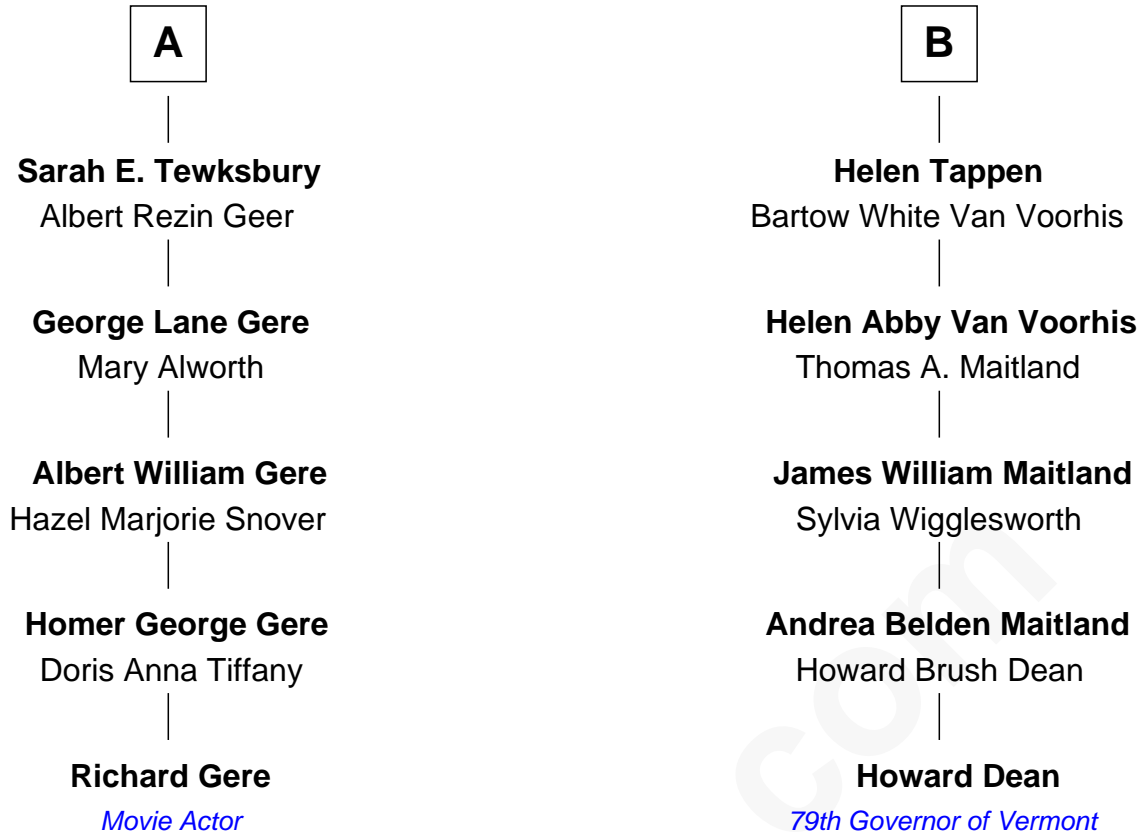 A
Sarah E. Tewksbury
Albert Rezin Geer
George Lane Gere
Mary Alworth
Albert William Gere
Hazel Marjorie Snover
Homer George Gere
Doris Anna Tiffany
Richard Gere
Movie Actor
B
Helen Tappen
Bartow White Van Voorhis
Helen Abby Van Voorhis
Thomas A. Maitland
James William Maitland
Sylvia Wigglesworth
Andrea Belden Maitland
Howard Brush Dean
Howard Dean
79th Governor of Vermont
com